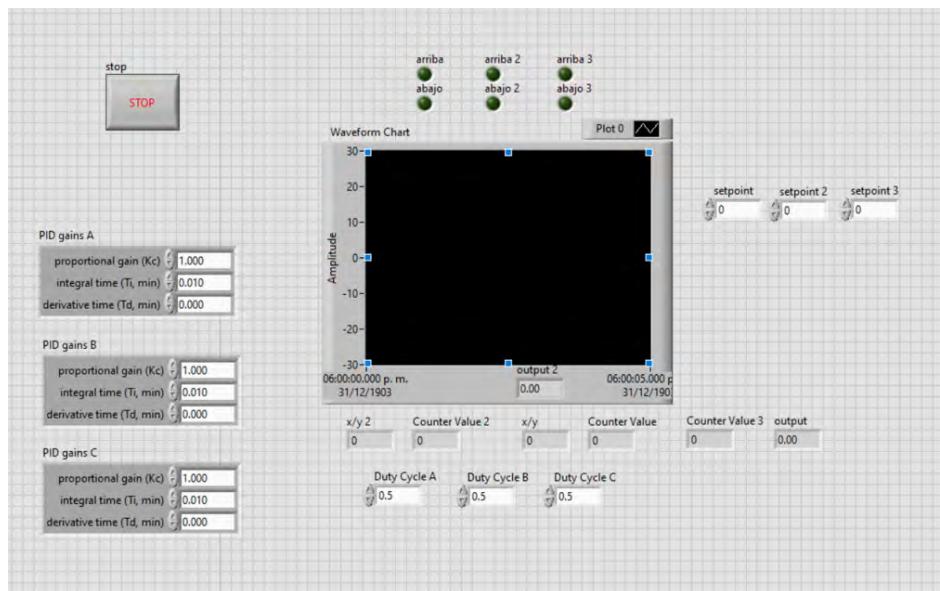 stop
STOP
arriba arriba 2 arriba 3
abajo abajo 2 abajo 3
Waveform Chart
Plot 0
30
20
10
0
-10
-20
-30
Amplitude
06:00:00.000 p. m.
31/12/1903
06:00:05.000 p
31/12/190
output 2
0.00
setpoint setpoint 2 setpoint 3
0 0 0
PID gains A
proportional gain (Kc) 1.000
integral time (Ti, min) 0.010
derivative time (Td, min) 0.000
PID gains B
proportional gain (Kc) 1.000
integral time (Ti, min) 0.010
derivative time (Td, min) 0.000
PID gains C
proportional gain (Kc) 1.000
integral time (Ti, min) 0.010
derivative time (Td, min) 0.000
x/y 2 Counter Value 2 x/y Counter Value Counter Value 3 output
0 0 0 0 0 0.00
Duty Cycle A Duty Cycle B Duty Cycle C
0.5 0.5 0.5